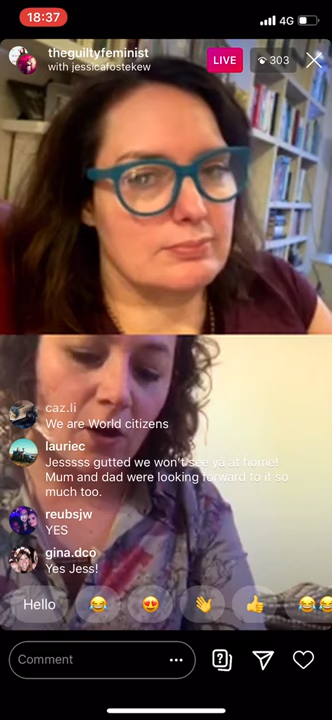 18:37
4G
theguiltyfeminist
with jessicafostekew
LIVE
303
caz.li
We are World citizens
lauriec
Jesssss gutted we won't see ya at home!
Mum and dad were looking forward to it so
much too.
reubsjw
YES
gina.dco
Yes Jess!
Hello
Comment